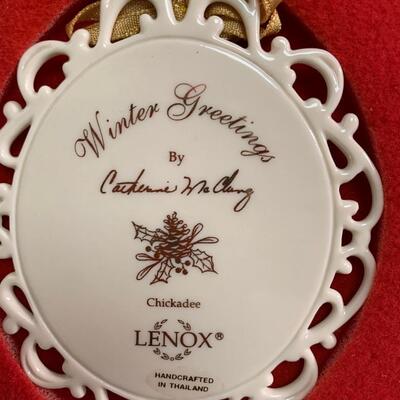 Winter Greetings
By
Catherine McClung
Chickadee
LENOX®
HANDCRAFTED
IN THAILAND